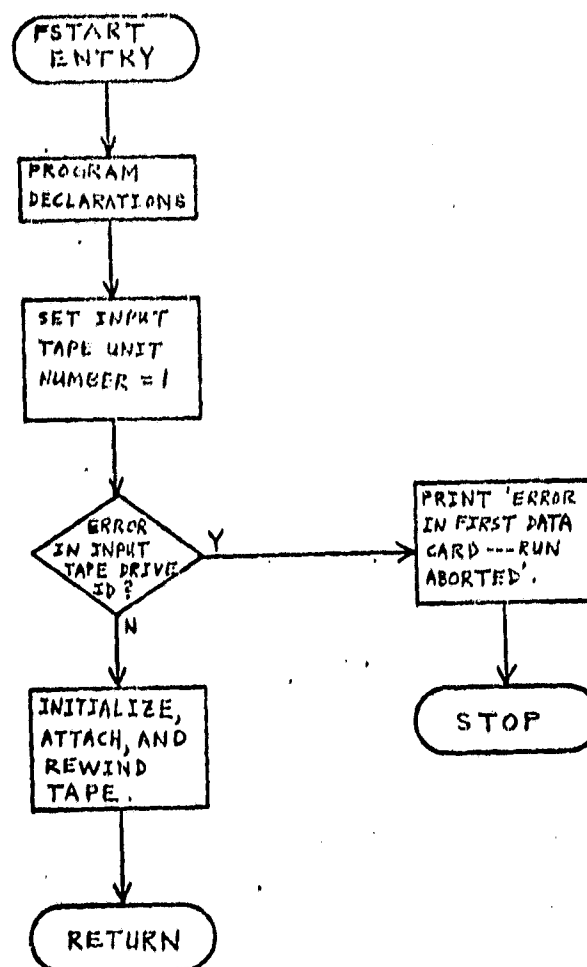 FSTART
ENTRY
PROGRAM
DECLARATIONS
SET INPUT
TAPE UNIT
NUMBER = 1
ERROR
IN INPUT
TAPE DRIVE
ID?
Y
N
PRINT 'ERROR
IN FIRST DATA
CARD---RUN
ABORTED'.
STOP
INITIALIZE,
ATTACH, AND
REWIND
TAPE.
RETURN